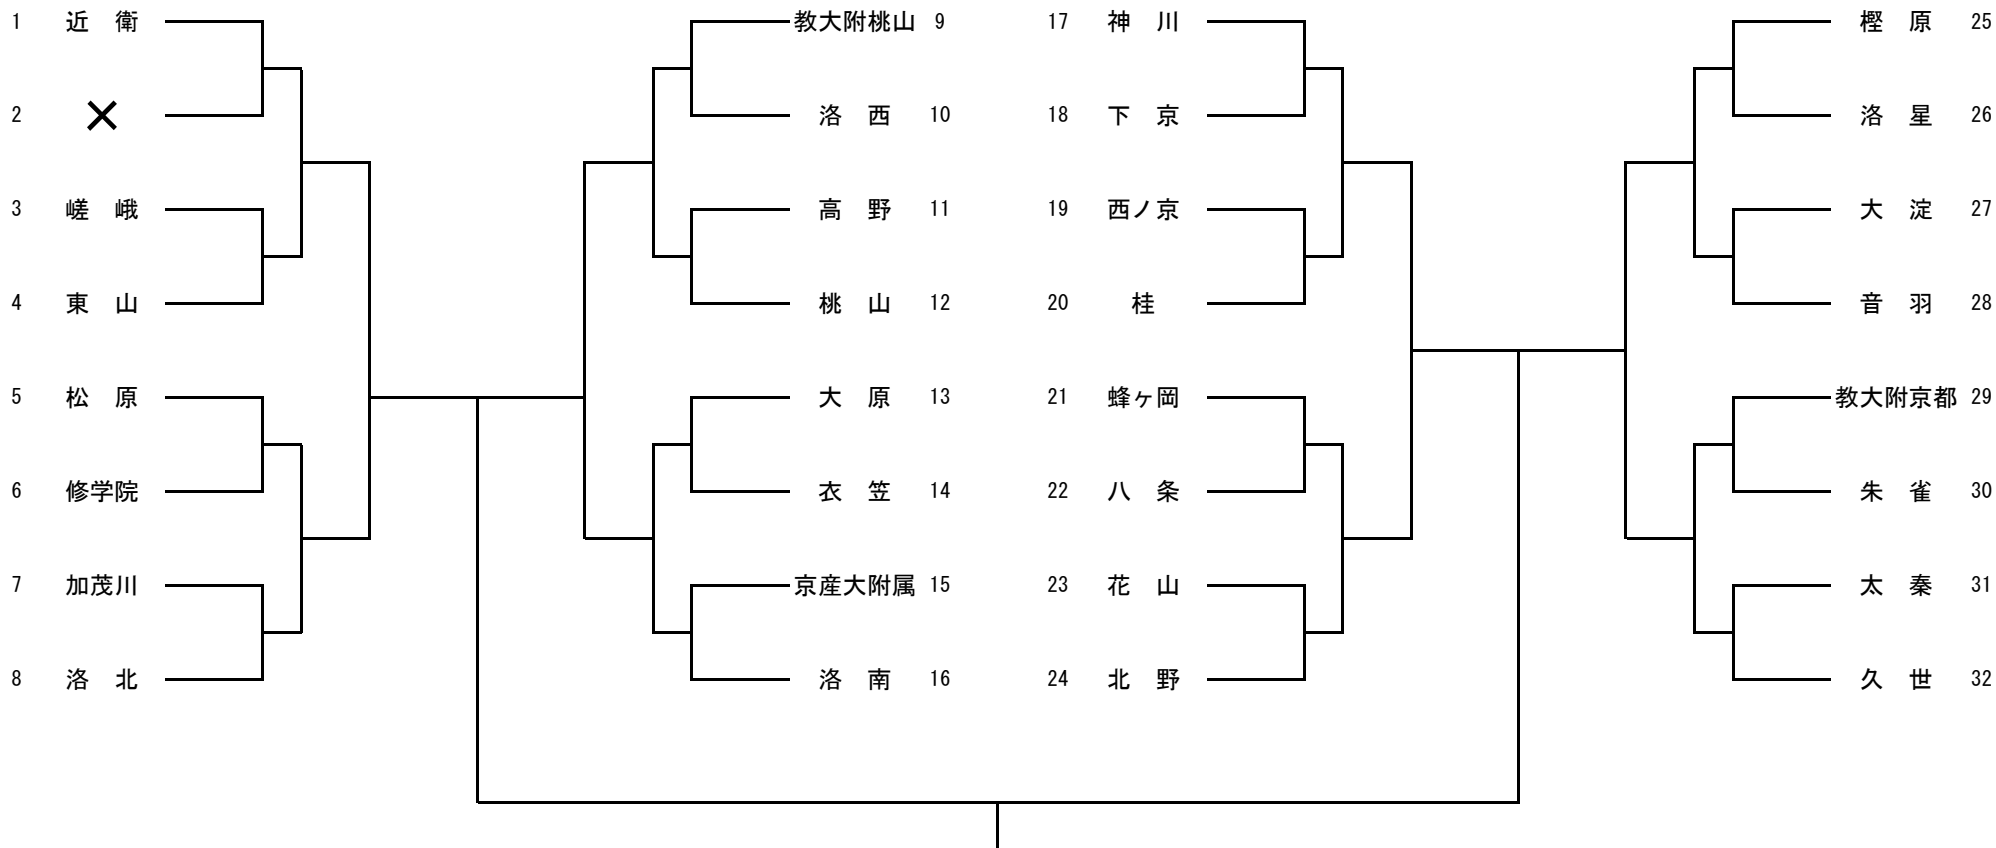 1 近 衛
2 ×
3 嵯 峨
4 東 山
5 松 原
6 修学院
7 加茂川
8 洛 北
教大附桃山 9
洛 西 10
高 野 11
桃 山 12
大 原 13
衣 笠 14
京産大附属 15
洛 南 16
17 神 川
18 下 京
19 西ノ京
20 桂
21 蜂ヶ岡
22 八 条
23 花 山
24 北 野
樫 原 25
洛 星 26
大 淀 27
音 羽 28
教大附京都 29
朱 雀 30
太 秦 31
久 世 32